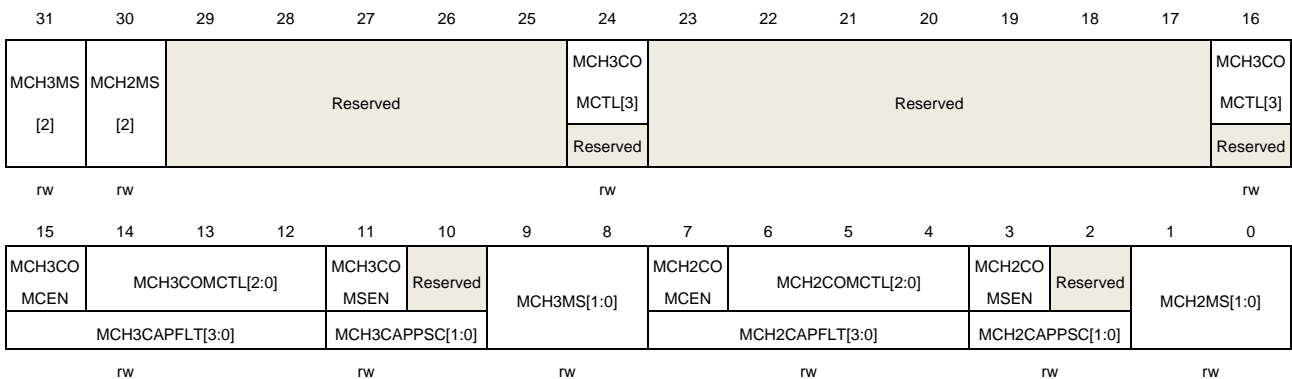 31 30 29 28 27 26 25 24 23 22 21 20 19 18 17 16
MCH3MS
[2]
MCH2MS
[2]
Reserved
MCH3CO
MCTL[3]
Reserved
Reserved
MCH3CO
MCTL[3]
Reserved
rw rw rw rw
15 14 13 12 11 10 9 8 7 6 5 4 3 2 1 0
MCH3CO
MCEN
MCH3COMCTL[2:0]
MCH3CO
MSEN
Reserved
MCH3MS[1:0]
MCH2CO
MCEN
MCH2COMCTL[2:0]
MCH2CO
MSEN
Reserved
MCH2MS[1:0]
MCH3CAPFLT[3:0]
MCH3CAPPSC[1:0]
MCH2CAPFLT[3:0]
MCH2CAPPSC[1:0]
rw rw rw rw rw rw